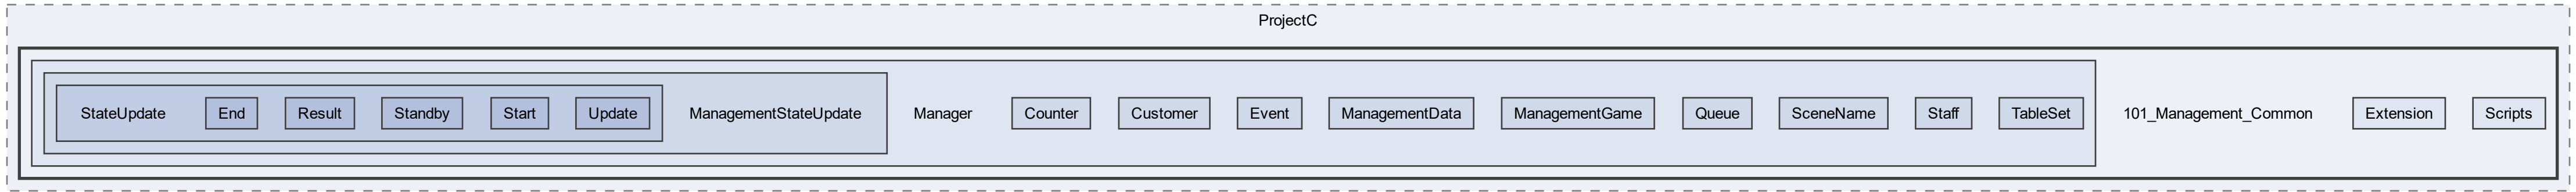 ProjectC
StateUpdate
End
Result
Standby
Start
Update
ManagementStateUpdate
Manager
Counter
Customer
Event
ManagementData
ManagementGame
Queue
SceneName
Staff
TableSet
101_Management_Common
Extension
Scripts